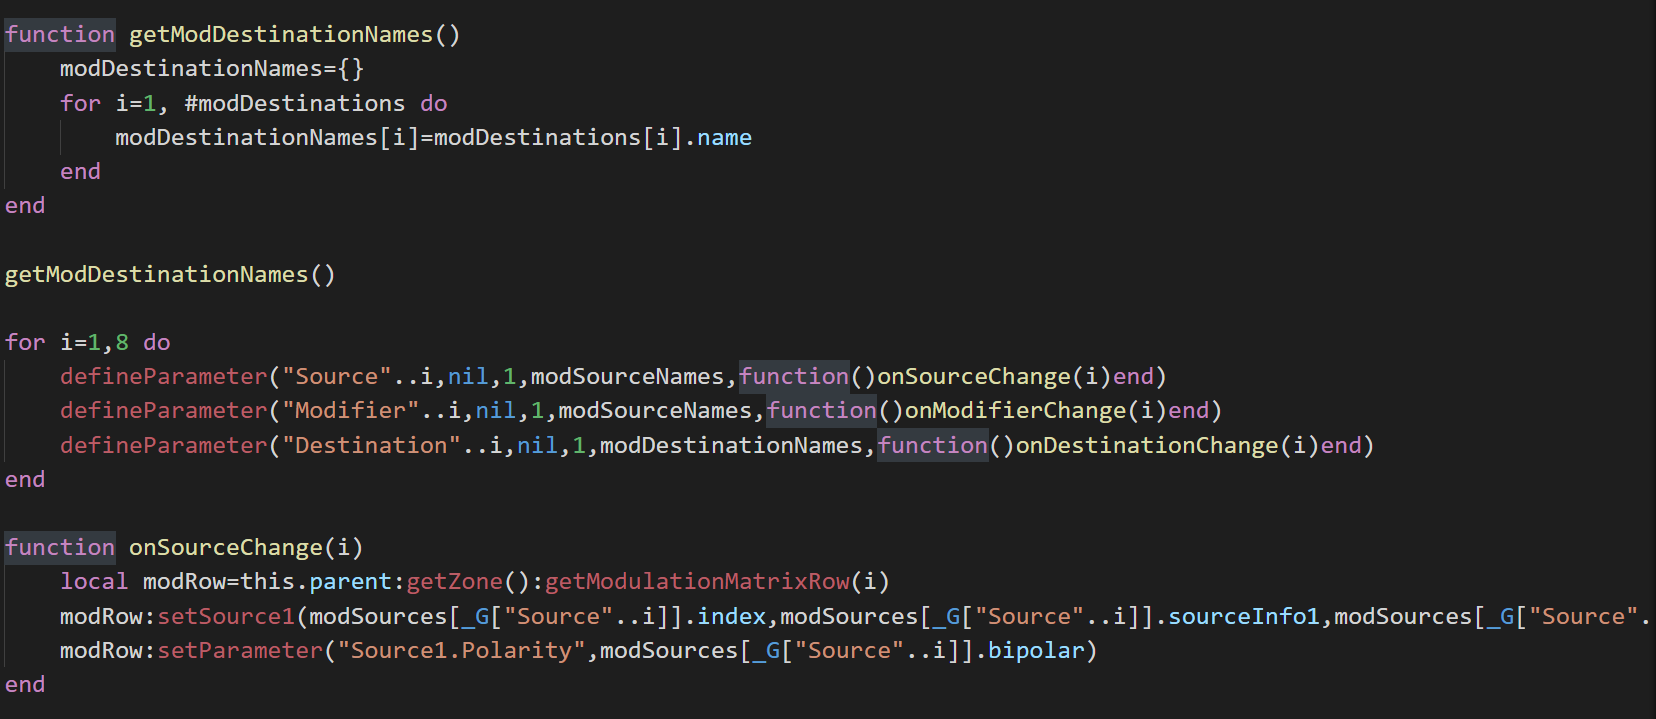 function getModDestinationNames()
    modDestinationNames={}
    for i=1, #modDestinations do
        modDestinationNames[i]=modDestinations[i].name
    end
end

getModDestinationNames()

for i=1,8 do
    defineParameter("Source"..i,nil,1,modSourceNames,function()onSourceChange(i)end)
    defineParameter("Modifier"..i,nil,1,modSourceNames,function()onModifierChange(i)end)
    defineParameter("Destination"..i,nil,1,modDestinationNames,function()onDestinationChange(i)end)
end

function onSourceChange(i)
    local modRow=this.parent:getZone():getModulationMatrixRow(i)
    modRow:setSource1(modSources[_G["Source"..i]].index,modSources[_G["Source"..i]].sourceInfo1,modSources[_G["Source".
    modRow:setParameter("Source1.Polarity",modSources[_G["Source"..i]].bipolar)
end